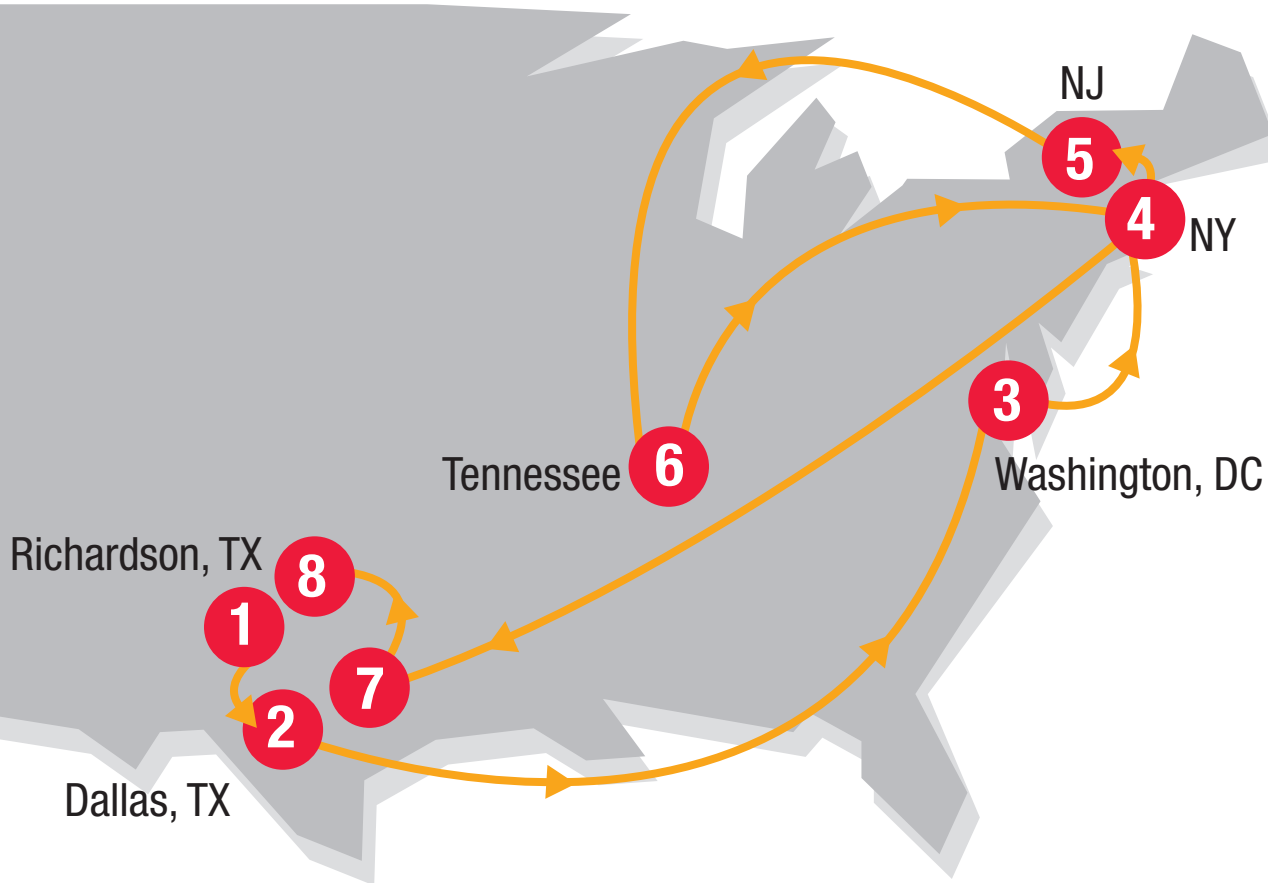 NJ
5
4
NY
3
Tennessee
6
Washington, DC
Richardson, TX
8
1
7
2
Dallas, TX